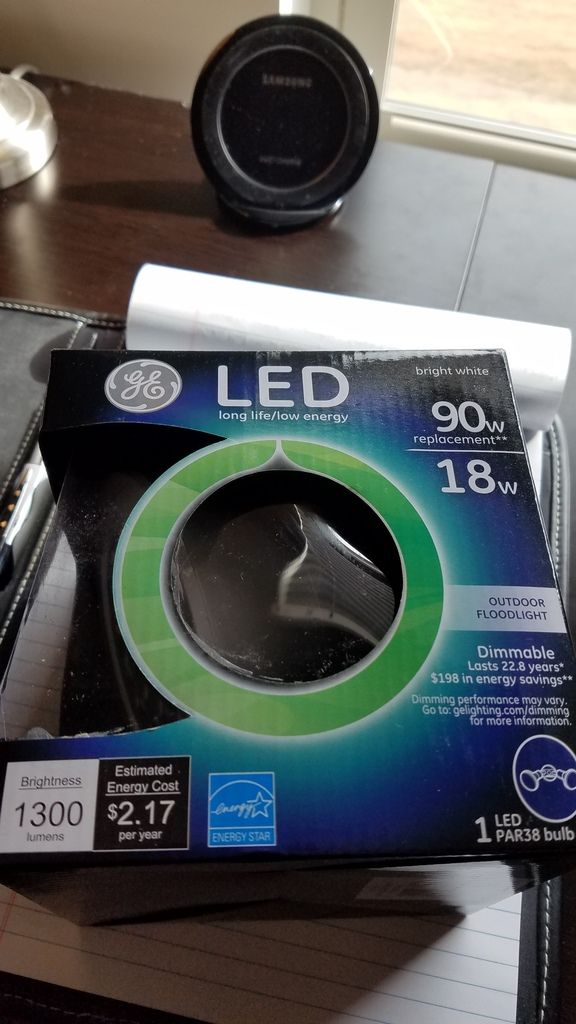 SAMSUNG
GE
LED
long life/low energy
bright white
90w
replacement**
18w
OUTDOOR
FLOODLIGHT
Dimmable
Lasts 22.8 years*
$198 in energy savings**
Dimming performance may vary.
Go to: gelighting.com/dimming
for more information.
Brightness
1300
lumens
Estimated
Energy Cost
$2.17
per year
energy
ENERGY STAR
1 LED
PAR38 bulb